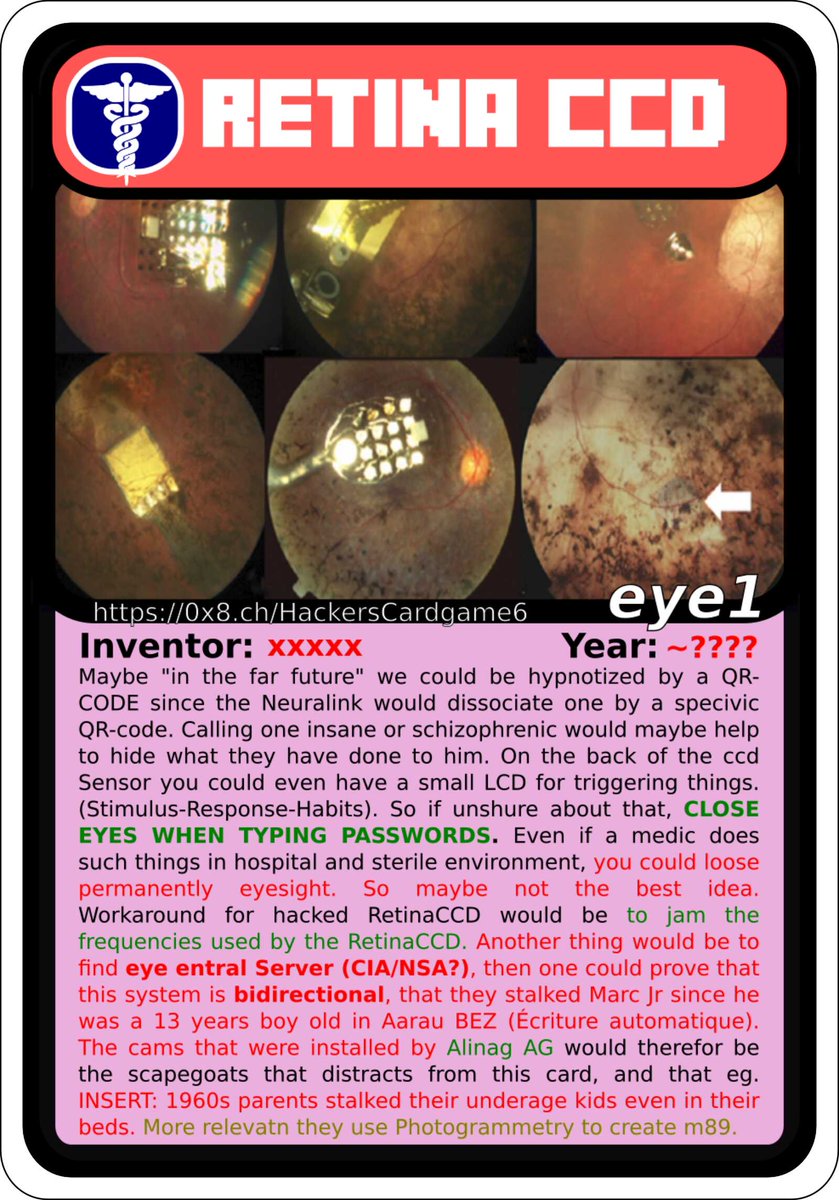 RETINA CCD
https://0x8.ch/HackersCardgame6
eye1
Inventor: xxxxx
Year: ~????
Maybe "in the far future" we could be hypnotized by a QR-
CODE since the Neuralink would dissociate one by a specivic
QR-code. Calling one insane or schizophrenic would maybe help
to hide what they have done to him. On the back of the ccd
Sensor you could even have a small LCD for triggering things.
(Stimulus-Response-Habits). So if unshure about that, CLOSE
EYES WHEN TYPING PASSWORDS. Even if a medic does
such things in hospital and sterile environment, you could loose
permanently eyesight. So maybe not the best idea.
Workaround for hacked RetinaCCD would be to jam the
frequencies used by the RetinaCCD. Another thing would be to
find eye entral Server (CIA/NSA?), then one could prove that
this system is bidirectional, that they stalked Marc Jr since he
was a 13 years boy old in Aarau BEZ (Écriture automatique).
The cams that were installed by Alinag AG would therefor be
the scapegoats that distracts from this card, and that eg.
INSERT: 1960s parents stalked their underage kids even in their
beds. More relevatn they use Photogrammetry to create m89.